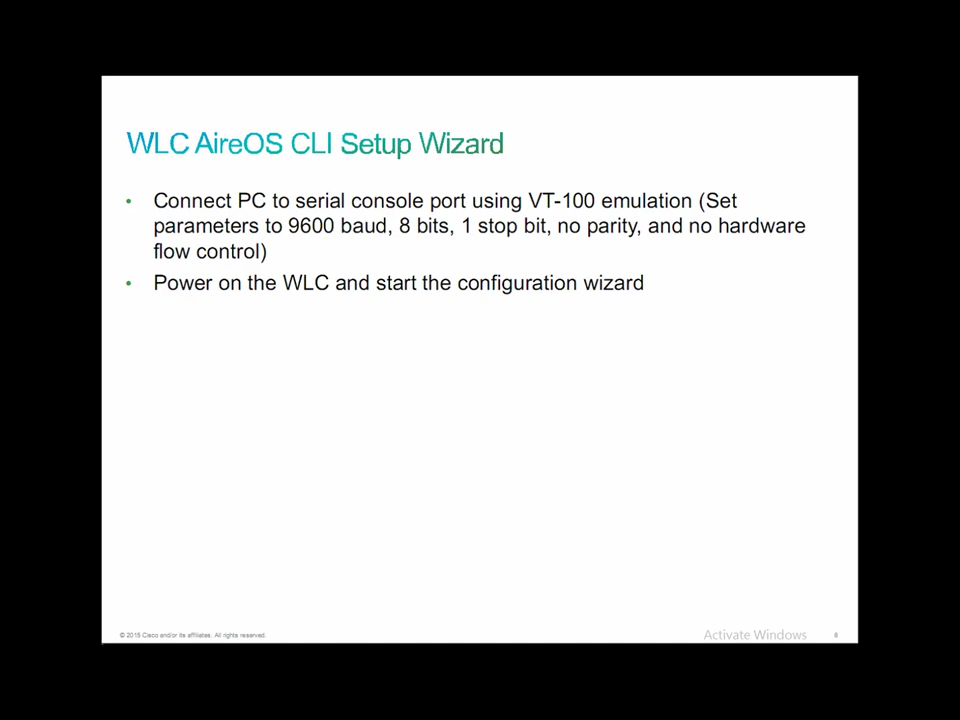 WLC AireOS CLI Setup Wizard
• Connect PC to serial console port using VT-100 emulation (Set
parameters to 9600 baud, 8 bits, 1 stop bit, no parity, and no hardware
flow control)
• Power on the WLC and start the configuration wizard
© 2015 Cisco and/or its affiliates. All rights reserved.
Activate Windows
8